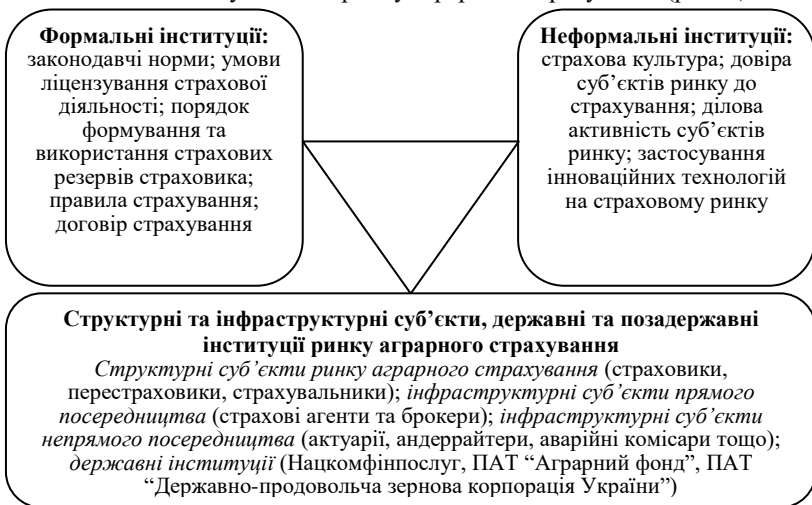 Формальні інституції:
законодавчі норми; умови
ліцензування страхової
діяльності; порядок
формування та
використання страхових
резервів страховика;
правила страхування;
договір страхування
Неформальні інституції:
страхова культура; довіра
суб’єктів ринку до
страхування; ділова
активність суб’єктів
ринку; застосування
інноваційних технологій
на страховому ринку
Структурні та інфраструктурні суб’єкти, державні та позадержавні
інституції ринку аграрного страхування
Структурні суб’єкти ринку аграрного страхування (страховики,
перестраховики, страхувальники); інфраструктурні суб’єкти прямого
посередництва (страхові агенти та брокери); інфраструктурні суб’єкти
непрямого посередництва (актуарії, андеррайтери, аварійні комісари тощо);
державні інституції (Нацкомфінпослуг, ПАТ “Аграрний фонд”, ПАТ
“Державно-продовольча зернова корпорація України”)